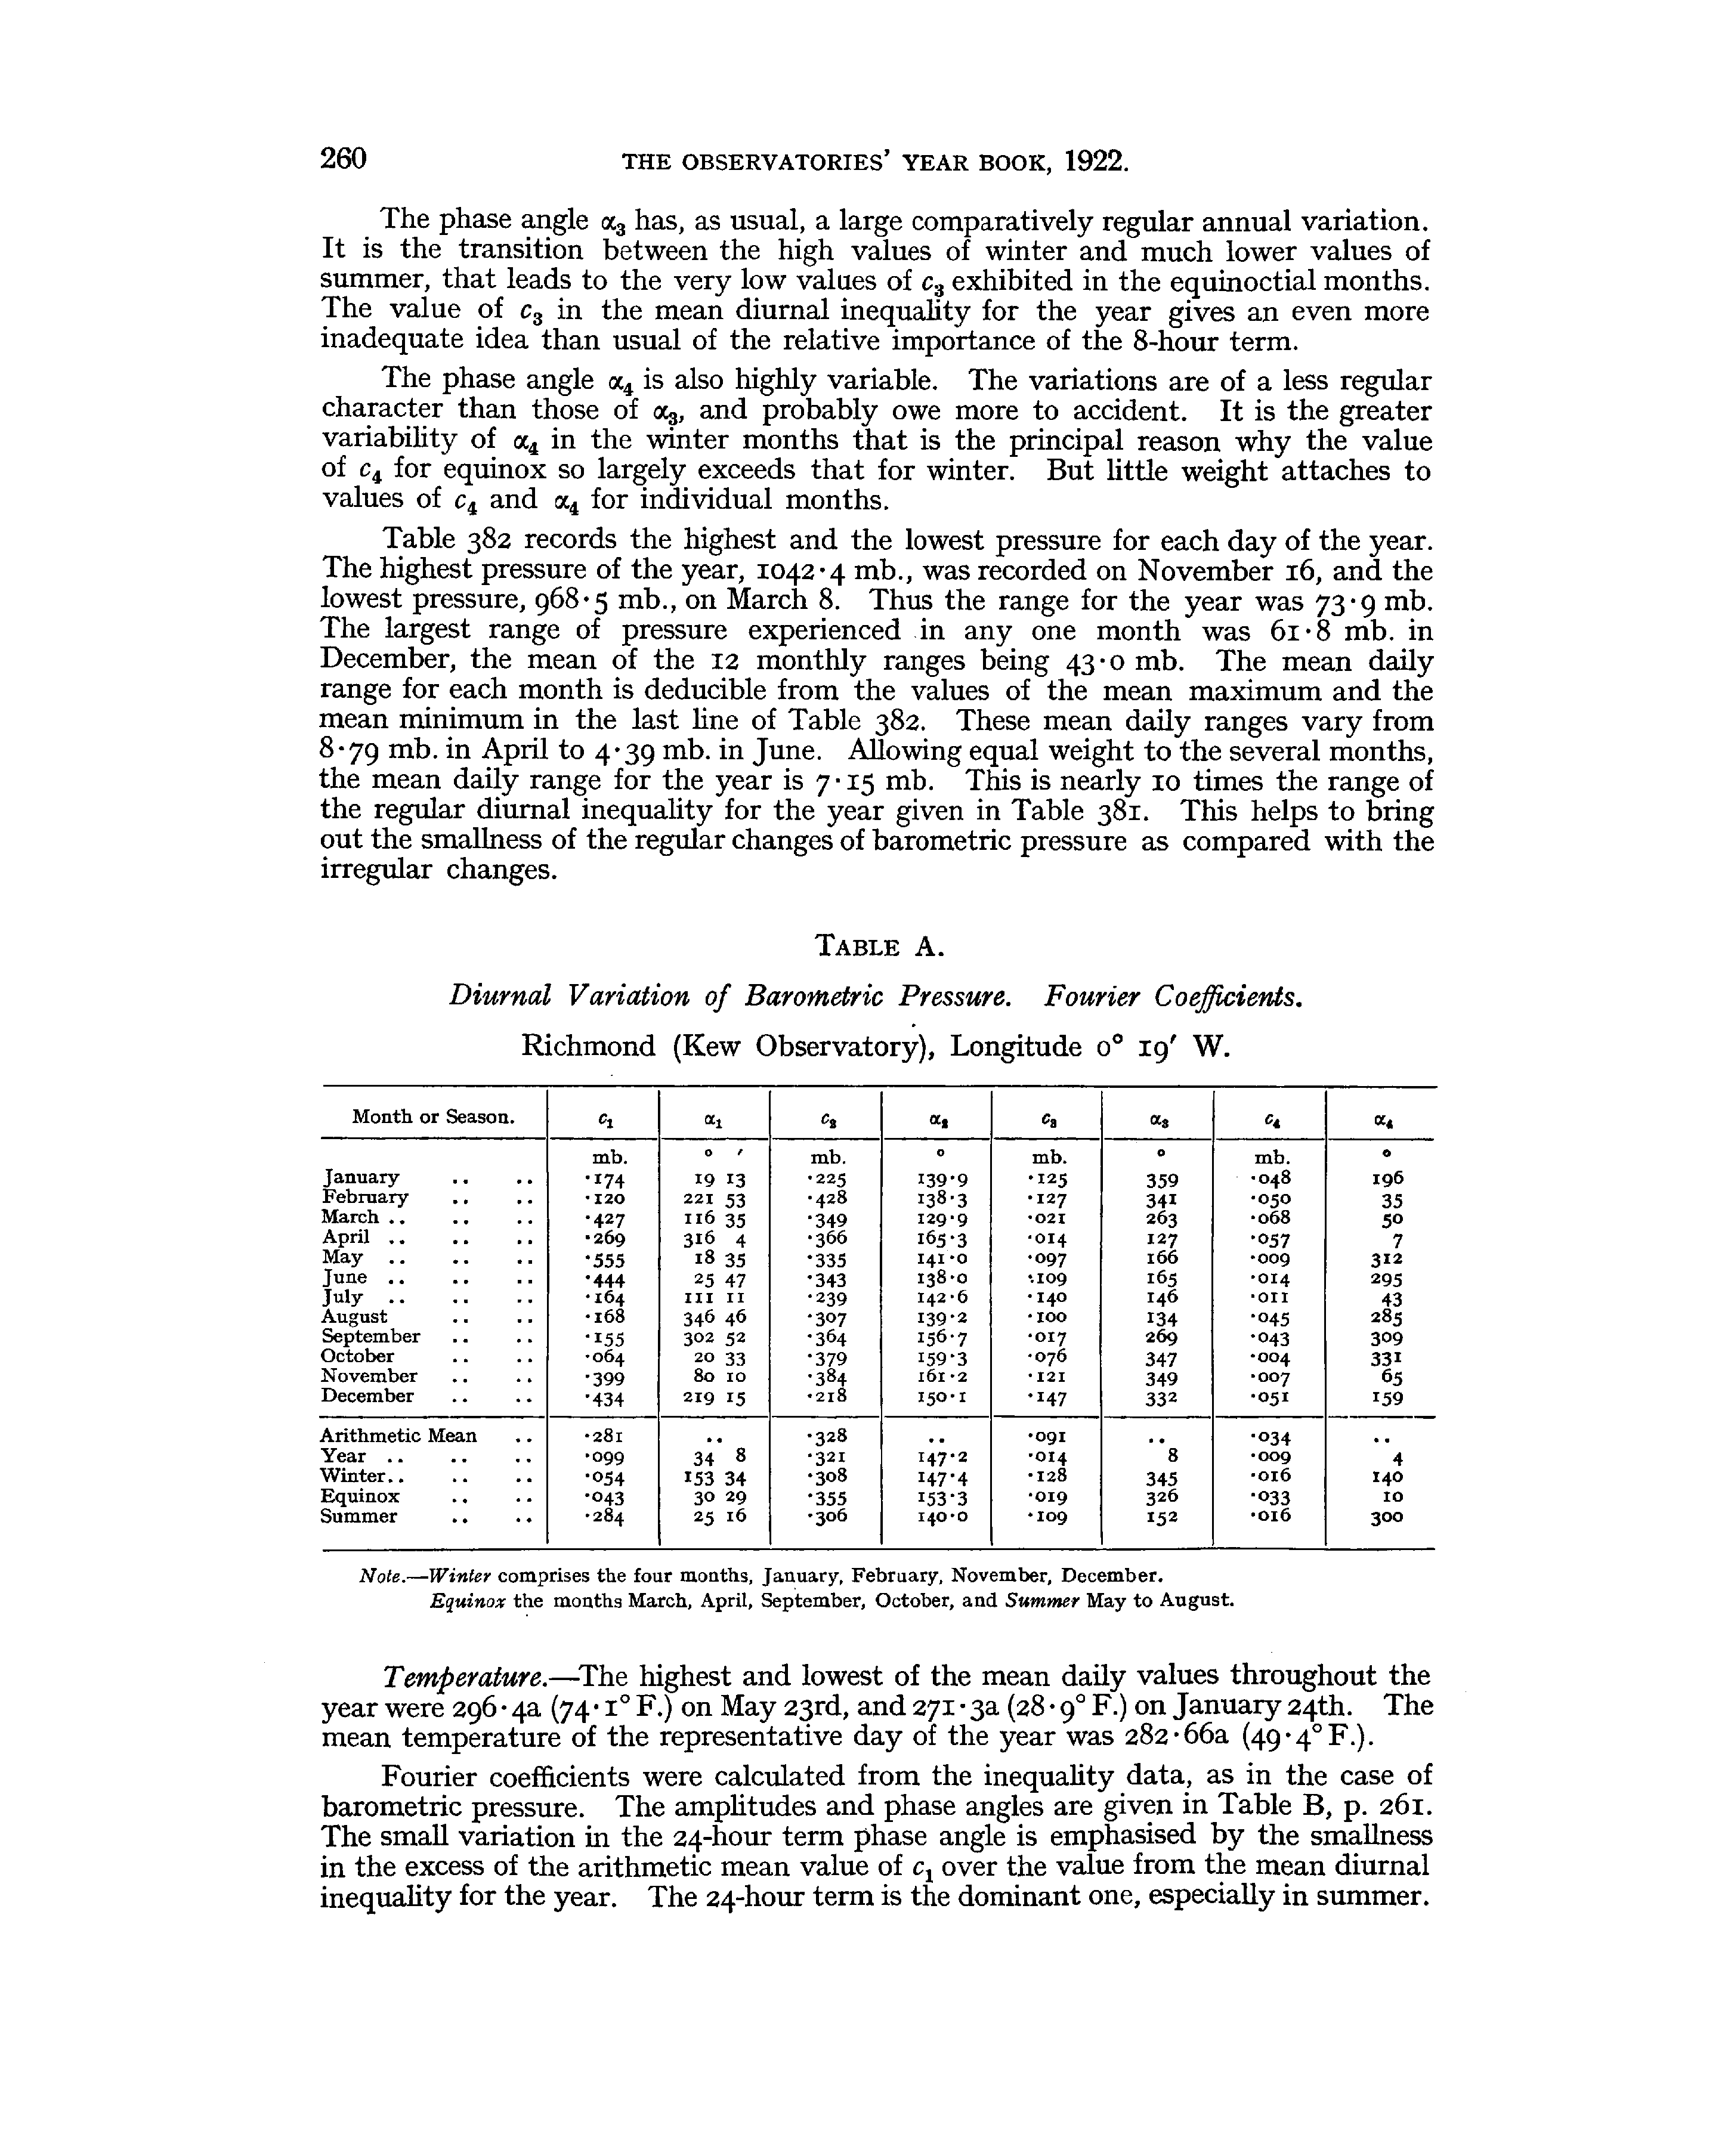 260 THE OBSERVATORIES' YEAR BOOK, 1922.
The phase angle α₃ has, as usual, a large comparatively regular annual variation.
It is the transition between the high values of winter and much lower values of
summer, that leads to the very low values of c₃ exhibited in the equinoctial months.
The value of c₃ in the mean diurnal inequality for the year gives an even more
inadequate idea than usual of the relative importance of the 8-hour term.
The phase angle α₄ is also highly variable. The variations are of a less regular
character than those of α₃, and probably owe more to accident. It is the greater
variability of α₄ in the winter months that is the principal reason why the value
of c₄ for equinox so largely exceeds that for winter. But little weight attaches to
values of c₄ and α₄ for individual months.
Table 382 records the highest and the lowest pressure for each day of the year.
The highest pressure of the year, 1042·4 mb., was recorded on November 16, and the
lowest pressure, 968·5 mb., on March 8. Thus the range for the year was 73·9 mb.
The largest range of pressure experienced in any one month was 61·8 mb. in
December, the mean of the 12 monthly ranges being 43·0 mb. The mean daily
range for each month is deducible from the values of the mean maximum and the
mean minimum in the last line of Table 382. These mean daily ranges vary from
8·79 mb. in April to 4·39 mb. in June. Allowing equal weight to the several months,
the mean daily range for the year is 7·15 mb. This is nearly 10 times the range of
the regular diurnal inequality for the year given in Table 381. This helps to bring
out the smallness of the regular changes of barometric pressure as compared with the
irregular changes.
TABLE A.
Diurnal Variation of Barometric Pressure. Fourier Coefficients.
Richmond (Kew Observatory), Longitude 0° 19′ W.
Month or Season. c₁ α₁ c₂ α₂ c₃ α₃ c₄ α₄
mb. ° ′ mb. ° mb. ° mb. °
January .. .. ·174 19 13 ·225 139·9 ·125 359 ·048 196
February .. .. ·120 221 53 ·428 138·3 ·127 341 ·050 35
March .. .. .. ·427 116 35 ·349 129·9 ·021 263 ·068 50
April .. .. .. ·269 316 4 ·366 165·3 ·014 127 ·057 7
May .. .. .. ·555 18 35 ·335 141·0 ·097 166 ·009 312
June .. .. .. ·444 25 47 ·343 138·0 ·109 165 ·014 295
July .. .. .. ·164 111 11 ·239 142·6 ·140 146 ·011 43
August .. .. ·168 346 46 ·307 139·2 ·100 134 ·045 285
September .. .. ·155 302 52 ·364 156·7 ·017 269 ·043 309
October .. .. ·064 20 33 ·379 159·3 ·076 347 ·004 331
November .. .. ·399 80 10 ·384 161·2 ·121 349 ·007 65
December .. .. ·434 219 15 ·218 150·1 ·147 332 ·051 159
Arithmetic Mean .. ·281 .. ·328 .. ·091 .. ·034 ..
Year .. .. .. ·099 34 8 ·321 147·2 ·014 8 ·009 4
Winter.. .. .. ·054 153 34 ·308 147·4 ·128 345 ·016 140
Equinox .. .. ·043 30 29 ·355 153·3 ·019 326 ·033 10
Summer .. .. ·284 25 16 ·306 140·0 ·109 152 ·016 300
Note.—Winter comprises the four months, January, February, November, December.
Equinox the months March, April, September, October, and Summer May to August.
Temperature.—The highest and lowest of the mean daily values throughout the
year were 296·4a (74·1° F.) on May 23rd, and 271·3a (28·9° F.) on January 24th. The
mean temperature of the representative day of the year was 282·66a (49·4° F.).
Fourier coefficients were calculated from the inequality data, as in the case of
barometric pressure. The amplitudes and phase angles are given in Table B, p. 261.
The small variation in the 24-hour term phase angle is emphasised by the smallness
in the excess of the arithmetic mean value of c₁ over the value from the mean diurnal
inequality for the year. The 24-hour term is the dominant one, especially in summer.